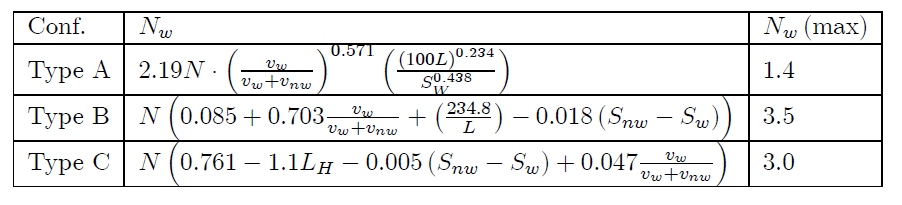 Conf. $N_w$ $N_w$ (max)
Type A $2.19N \cdot \left(\frac{v_w}{v_w+v_{nw}}\right)^{0.571} \left(\frac{(100L)^{0.234}}{S_W^{0.438}}\right)$ 1.4
Type B $N\left(0.085 + 0.703\frac{v_w}{v_w+v_{nw}} + \left(\frac{234.8}{L}\right) - 0.018\left(S_{nw} - S_w\right)\right)$ 3.5
Type C $N\left(0.761 - 1.1L_H - 0.005\left(S_{nw} - S_w\right) + 0.047\frac{v_w}{v_w+v_{nw}}\right)$ 3.0